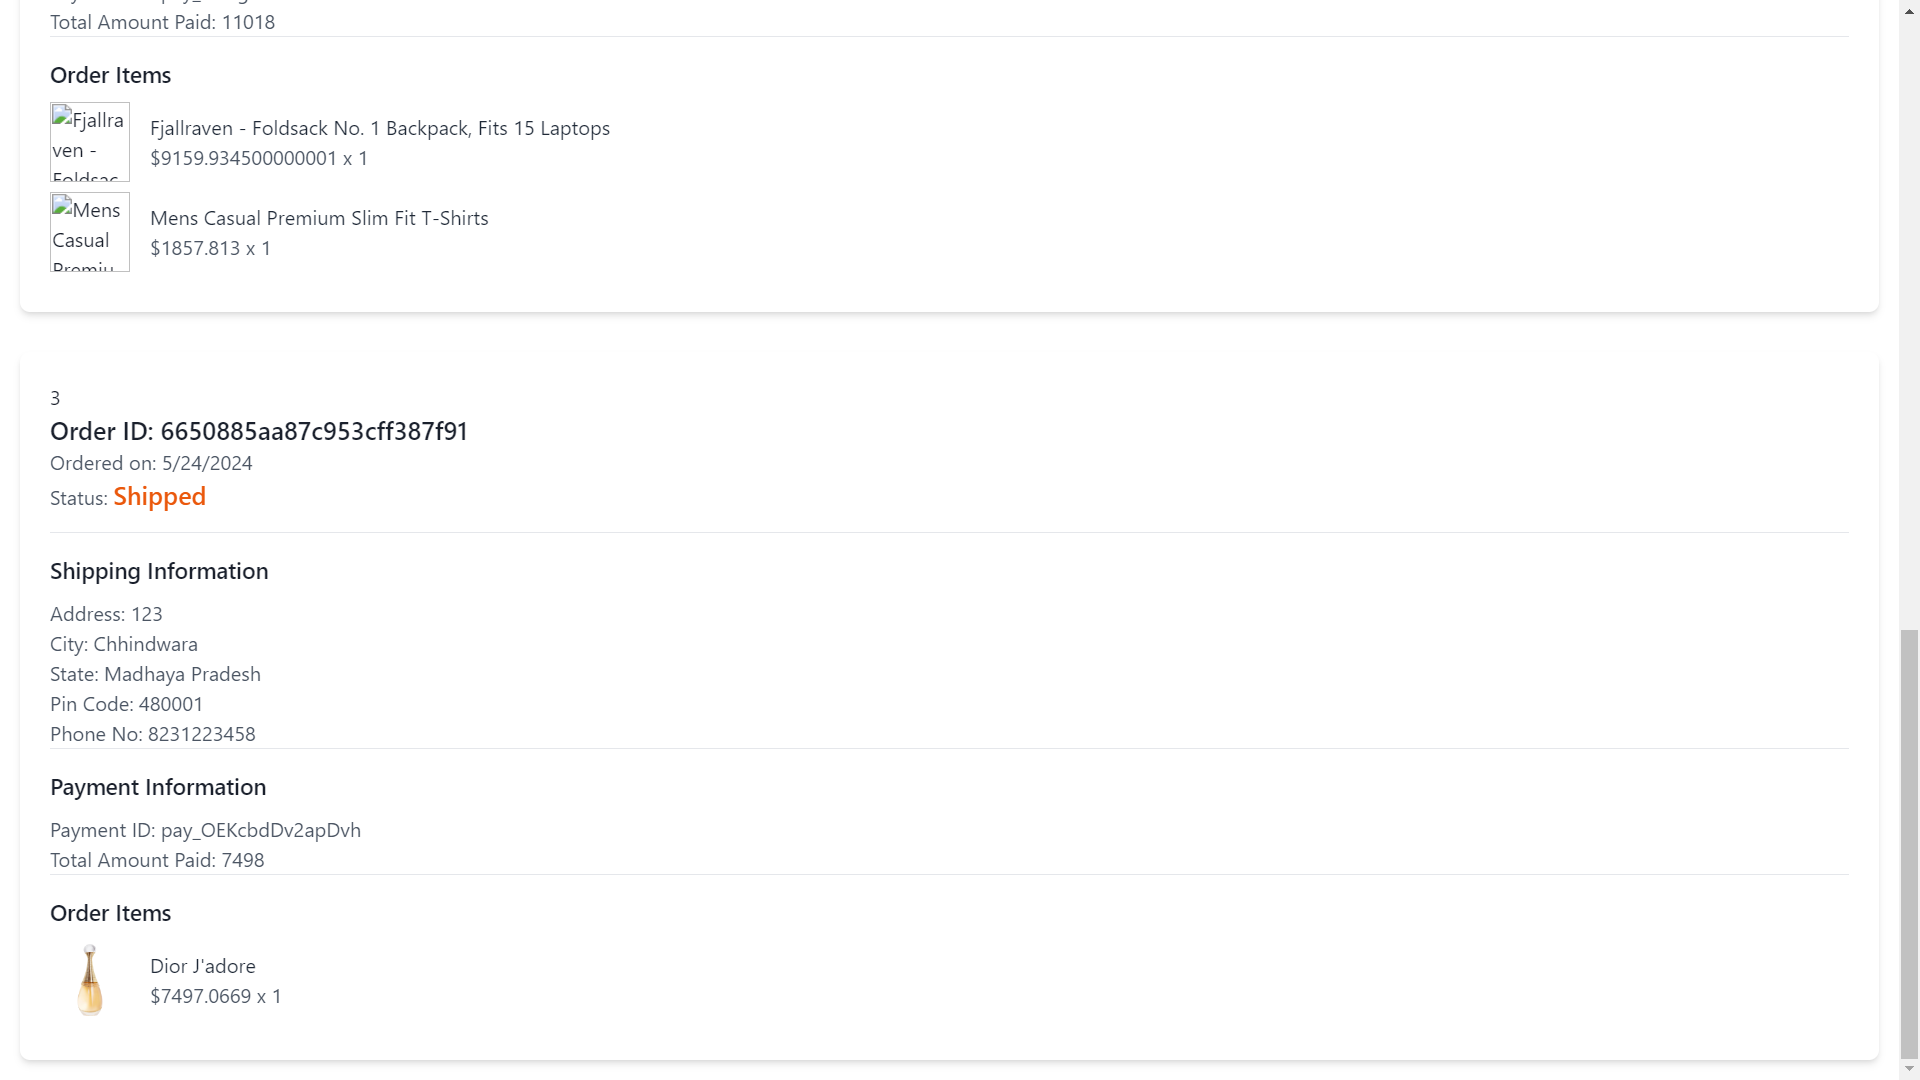 Total Amount Paid: 11018
Order Items
Fjallra
ven -
Foldsac
Fjallraven - Foldsack No. 1 Backpack, Fits 15 Laptops
$9159.934500000001 x 1
Mens
Casual
Premiu
Mens Casual Premium Slim Fit T-Shirts
$1857.813 x 1
3
Order ID: 6650885aa87c953cff387f91
Ordered on: 5/24/2024
Status: Shipped
Shipping Information
Address: 123
City: Chhindwara
State: Madhaya Pradesh
Pin Code: 480001
Phone No: 8231223458
Payment Information
Payment ID: pay_OEKcbdDv2apDvh
Total Amount Paid: 7498
Order Items
Dior J'adore
$7497.0669 x 1